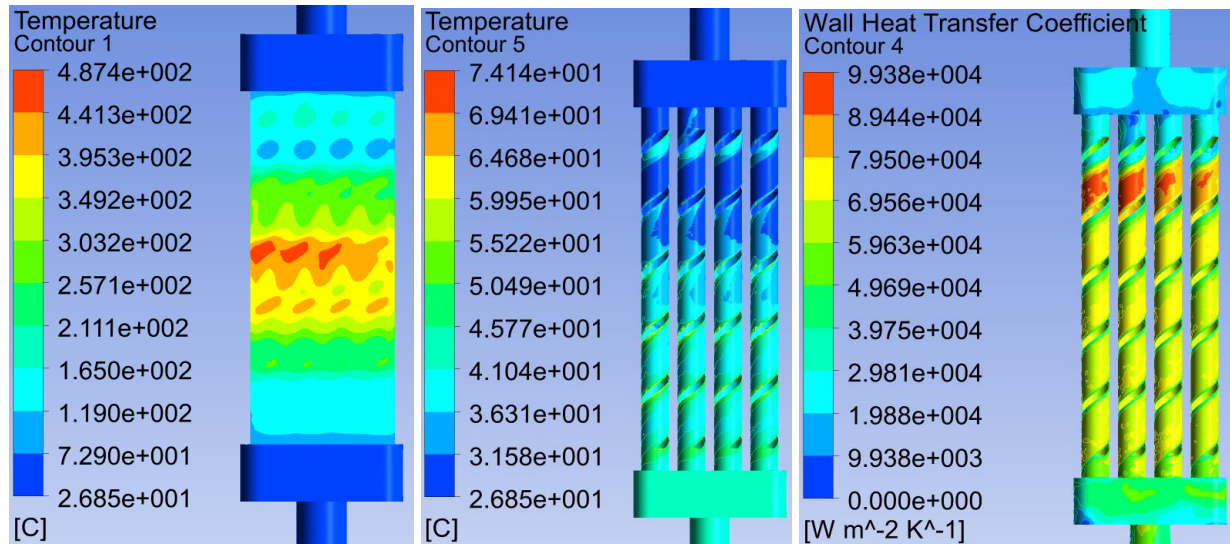 Temperature
Contour 1
4.874e+002
4.413e+002
3.953e+002
3.492e+002
3.032e+002
2.571e+002
2.111e+002
1.650e+002
1.190e+002
7.290e+001
2.685e+001
[C]
Temperature
Contour 5
7.414e+001
6.941e+001
6.468e+001
5.995e+001
5.522e+001
5.049e+001
4.577e+001
4.104e+001
3.631e+001
3.158e+001
2.685e+001
[C]
Wall Heat Transfer Coefficient
Contour 4
9.938e+004
8.944e+004
7.950e+004
6.956e+004
5.963e+004
4.969e+004
3.975e+004
2.981e+004
1.988e+004
9.938e+003
0.000e+000
[W m^-2 K^-1]